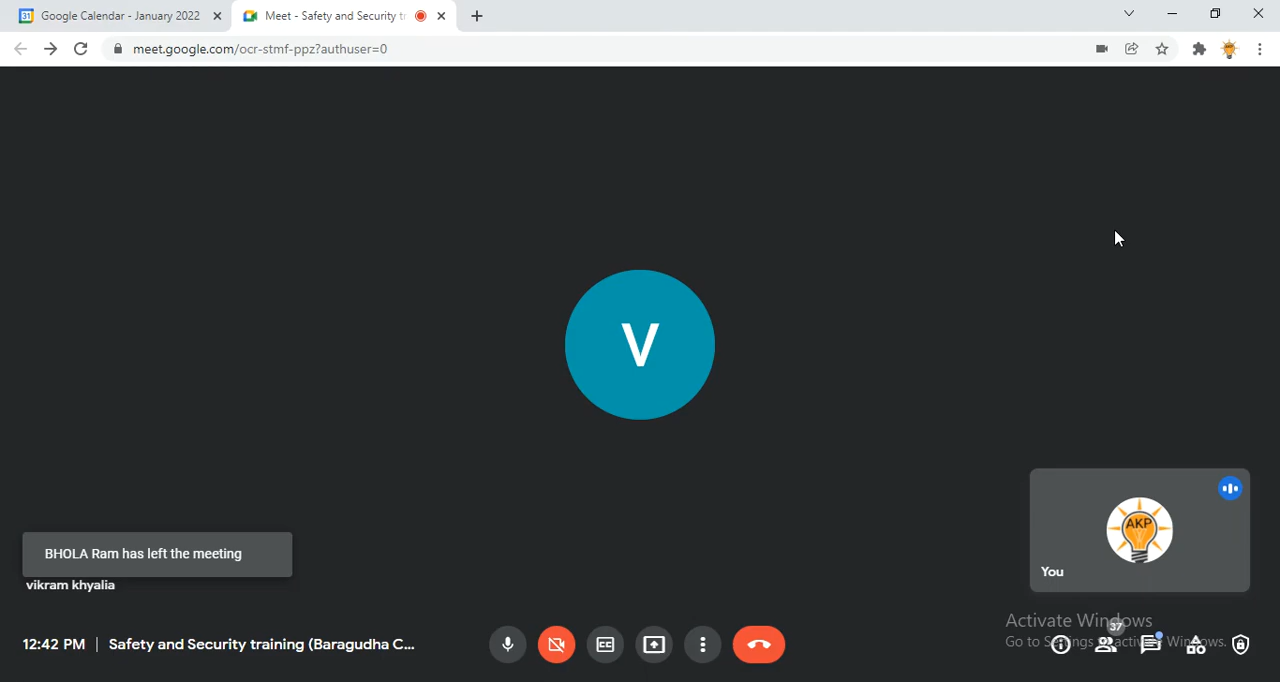 31 Google Calendar - January 2022
Meet - Safety and Security tr
meet.google.com/ocr-stmf-ppz?authuser=0
V
AKP
You
BHOLA Ram has left the meeting
vikram khyalia
12:42 PM | Safety and Security training (Baragudha C...
CC
37
Activate Windows
Go to Settings to activate Windows.